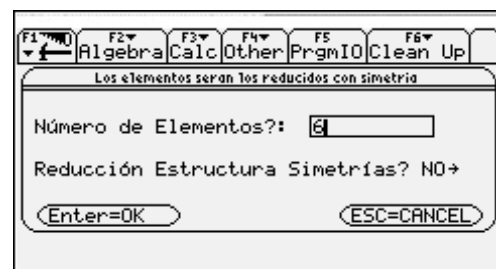 F1 F2 Algebra F3 Calc F4 Other F5 PrgmIO F6 Clean Up
Los elementos seran los reducidos con simetria
Número de Elementos?: 6
Reducción Estructura Simetrías? NO→
Enter=OK ESC=CANCEL